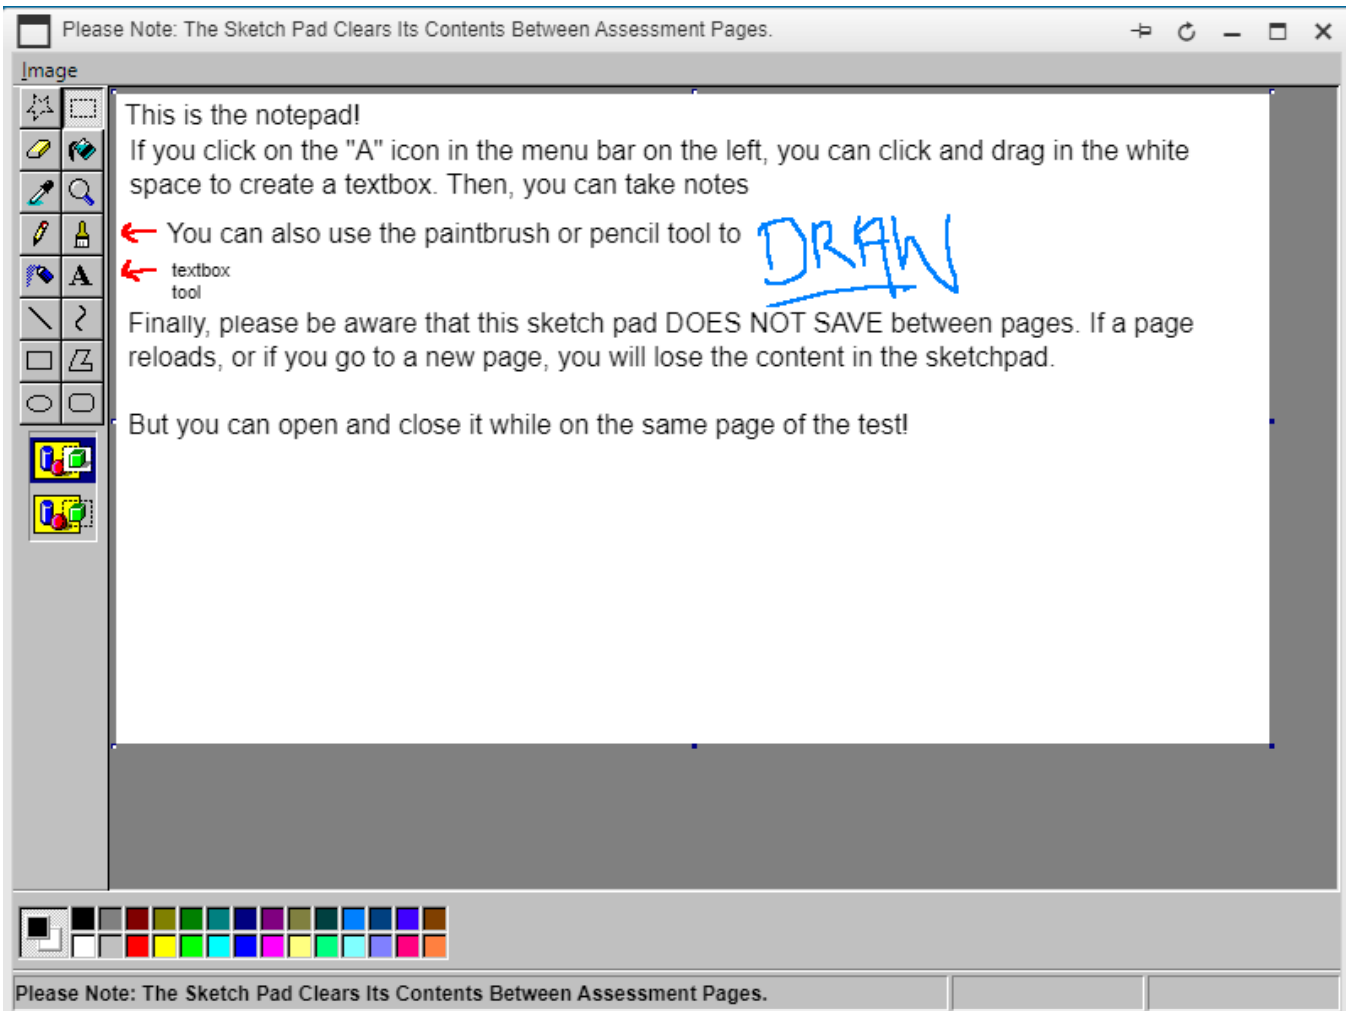 Please Note: The Sketch Pad Clears Its Contents Between Assessment Pages.
Image
This is the notepad!
If you click on the "A" icon in the menu bar on the left, you can click and drag in the white
space to create a textbox. Then, you can take notes
You can also use the paintbrush or pencil tool to DRAW
A textbox
tool
Finally, please be aware that this sketch pad DOES NOT SAVE between pages. If a page
reloads, or if you go to a new page, you will lose the content in the sketchpad.
But you can open and close it while on the same page of the test!
Please Note: The Sketch Pad Clears Its Contents Between Assessment Pages.